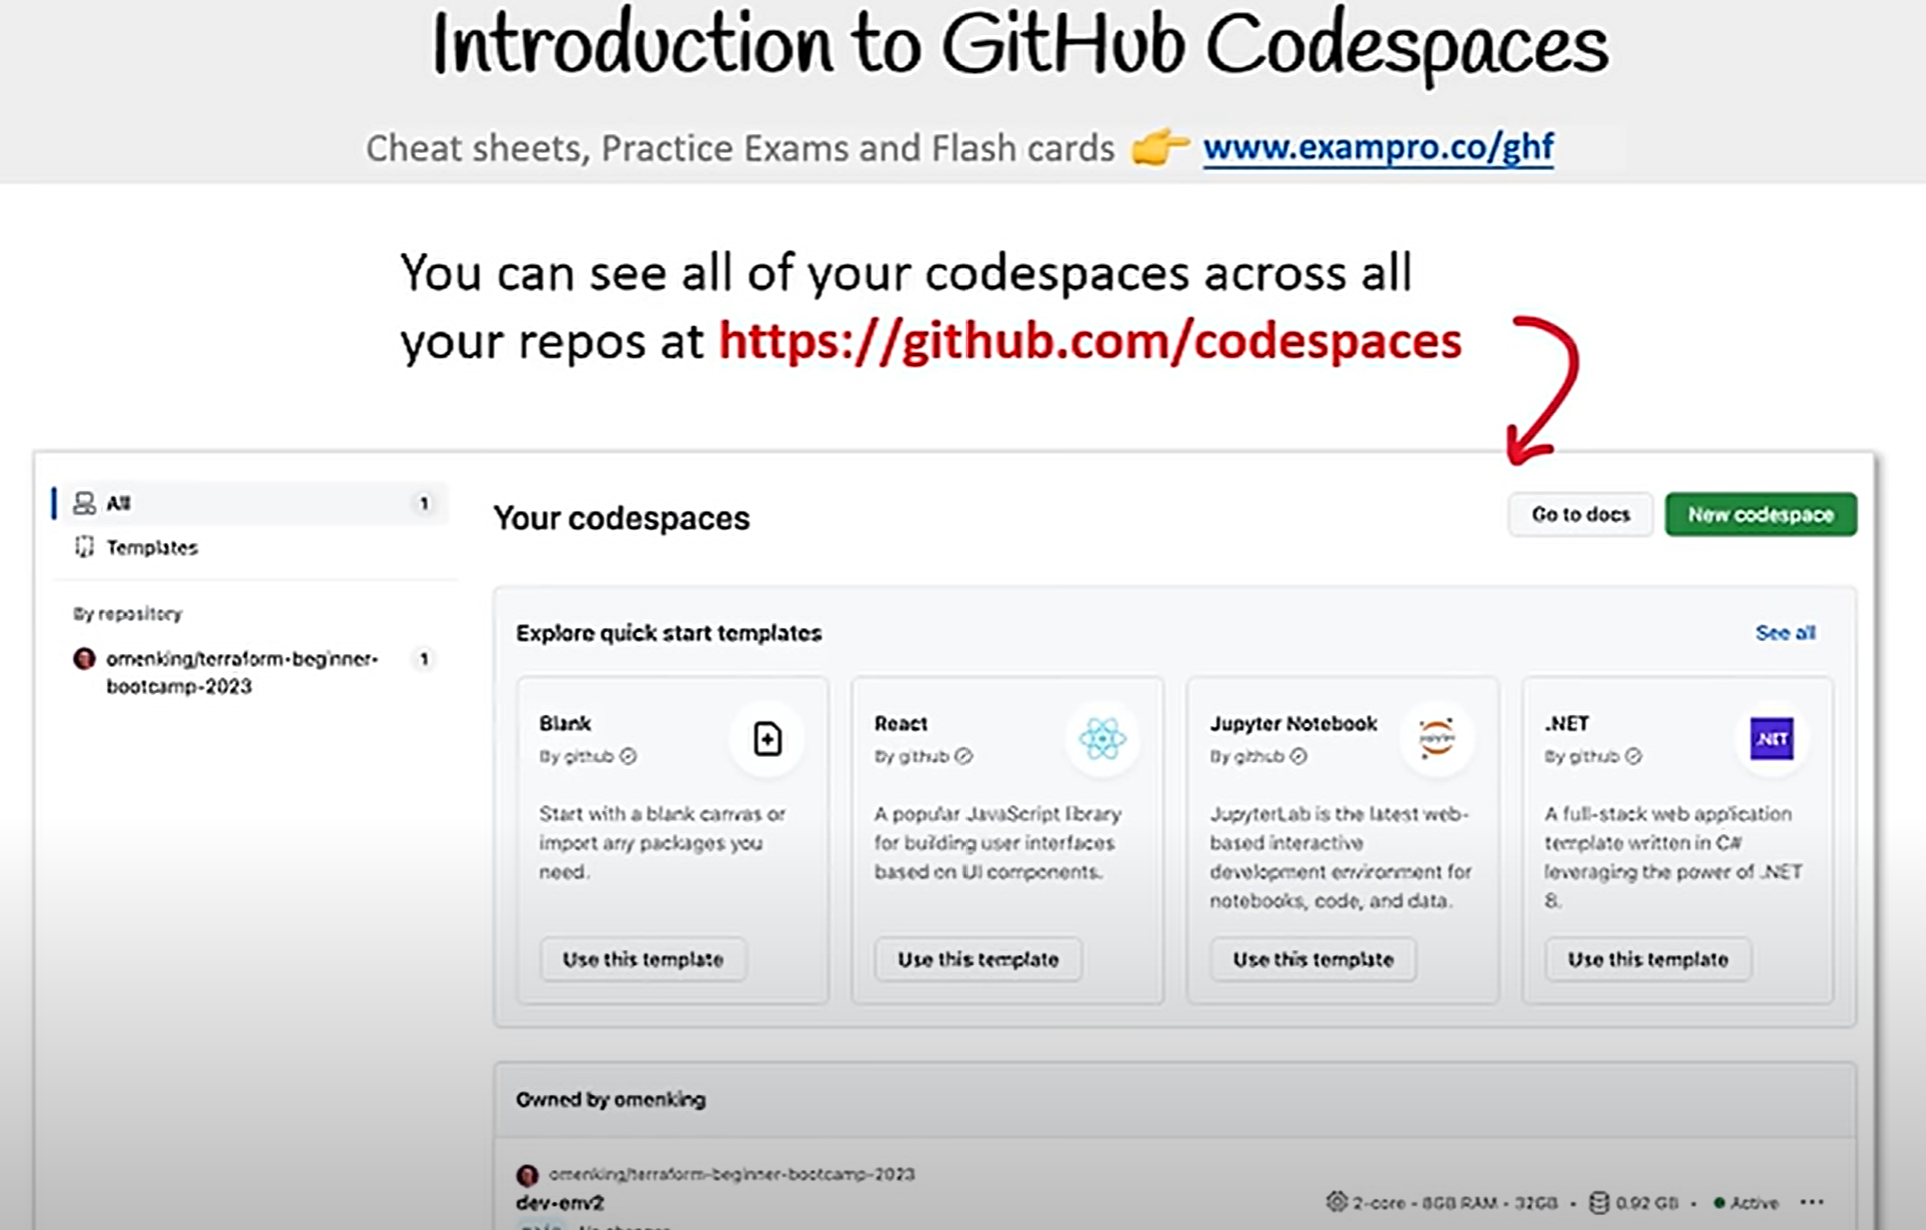 Introduction to GitHub Codespaces
Cheat sheets, Practice Exams and Flash cards 👉 www.exampro.co/ghf
You can see all of your codespaces across all
your repos at https://github.com/codespaces
All 1
Templates
By repository
omenking/terraform-beginner-
bootcamp-2023 1
Your codespaces
Go to docs
New codespace
Explore quick start templates
See all
Blank
By github
Start with a blank canvas or
import any packages you
need.
Use this template
React
By github
A popular JavaScript library
for building user interfaces
based on UI components.
Use this template
Jupyter Notebook
By github
JupyterLab is the latest web-
based interactive
development environment for
notebooks, code, and data.
Use this template
.NET
By github
.NET
A full-stack web application
template written in C#
leveraging the power of .NET
8.
Use this template
Owned by omenking
omenking/terraform-beginner-bootcamp-2023
dev-env2
2-core • 8GB RAM • 32GB • 0.92 GB • Active ...
No changes